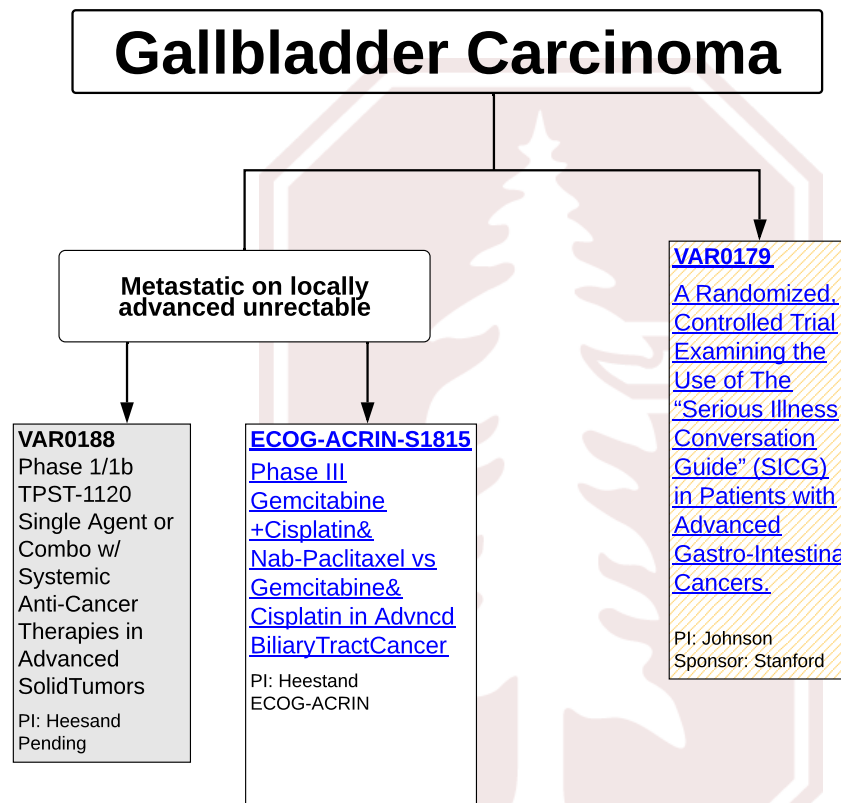 Gallbladder Carcinoma
Metastatic on locally
advanced unrectable
VAR0188
Phase 1/1b
TPST-1120
Single Agent or
Combo w/
Systemic
Anti-Cancer
Therapies in
Advanced
SolidTumors
PI: Heesand
Pending
ECOG-ACRIN-S1815
Phase III
Gemcitabine
+Cisplatin&
Nab-Paclitaxel vs
Gemcitabine&
Cisplatin in Advncd
BiliaryTractCancer
PI: Heestand
ECOG-ACRIN
VAR0179
A Randomized,
Controlled Trial
Examining the
Use of The
“Serious Illness
Conversation
Guide” (SICG)
in Patients with
Advanced
Gastro-Intestina
Cancers.
PI: Johnson
Sponsor: Stanford